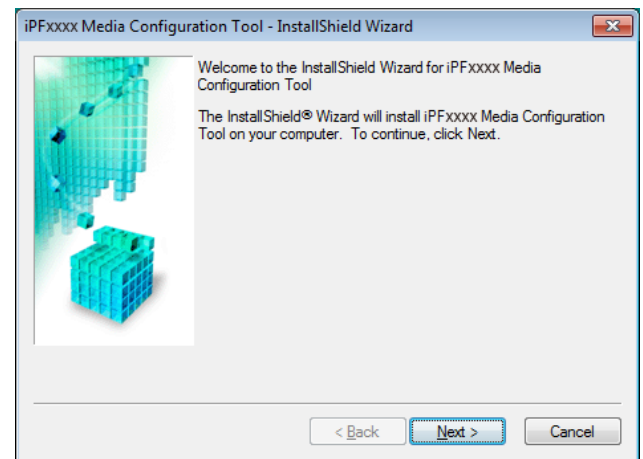 iPFxxxx Media Configuration Tool - InstallShield Wizard
Welcome to the InstallShield Wizard for iPFxxxx Media
Configuration Tool
The InstallShield® Wizard will install iPFxxxx Media Configuration
Tool on your computer. To continue, click Next.
< Back
Next >
Cancel